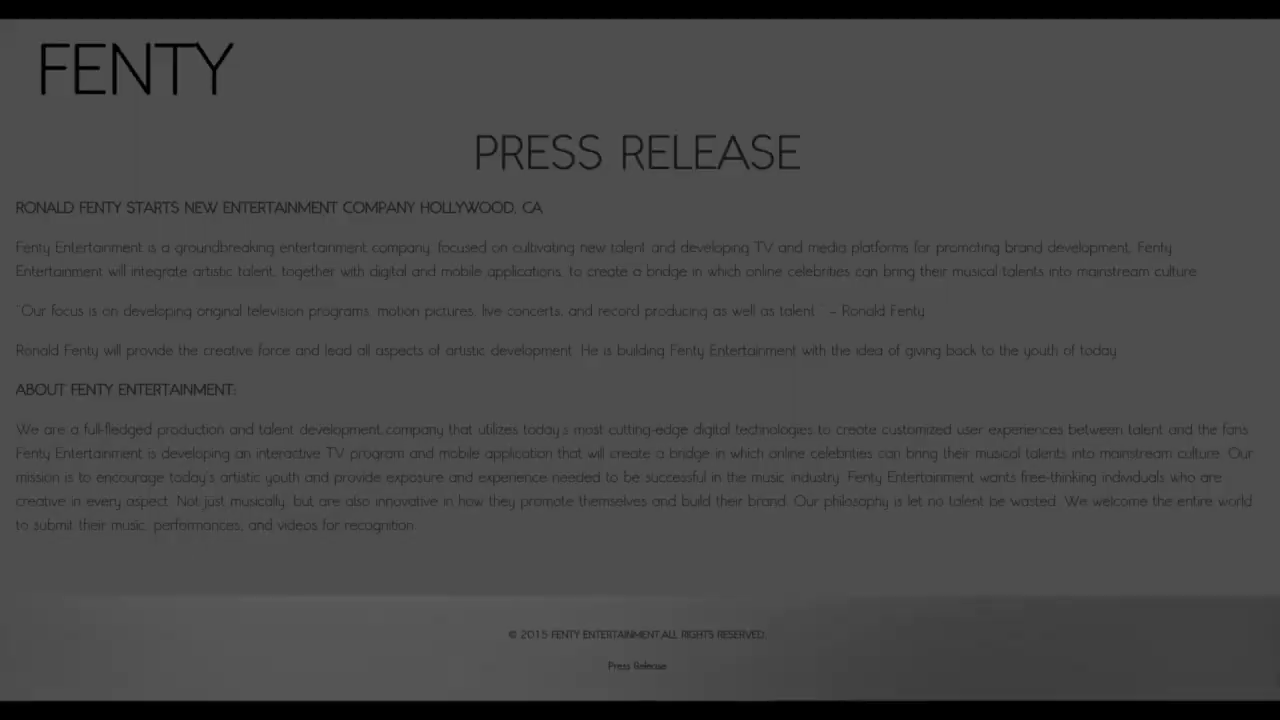 FENTY
PRESS RELEASE
RONALD FENTY STARTS NEW ENTERTAINMENT COMPANY HOLLYWOOD, CA
Fenty Entertainment is a groundbreaking entertainment company, focused on cultivating new talent and developing TV and media platforms for promoting brand development. Fenty
Entertainment will integrate artistic talent, together with digital and mobile applications, to create a bridge in which online celebrities can bring their musical talents into mainstream culture.
"Our focus is on developing original television programs, motion pictures, live concerts, and record producing as well as talent." – Ronald Fenty
Ronald Fenty will provide the creative force and lead all aspects of artistic development. He is building Fenty Entertainment with the idea of giving back to the youth of today.
ABOUT FENTY ENTERTAINMENT:
We are a full-fledged production and talent development company that utilizes today's most cutting-edge digital technologies to create customized user experiences between talent and the fans.
Fenty Entertainment is developing an interactive TV program and mobile application that will create a bridge in which online celebrities can bring their musical talents into mainstream culture. Our
mission is to encourage today's artistic youth and provide exposure and experience needed to be successful in the music industry. Fenty Entertainment wants free-thinking individuals who are
creative in every aspect. Not just musically, but are also innovative in how they promote themselves and build their brand. Our philosophy is let no talent be wasted. We welcome the entire world
to submit their music, performances, and videos for recognition.
© 2015 FENTY ENTERTAINMENT,ALL RIGHTS RESERVED.
Press Release